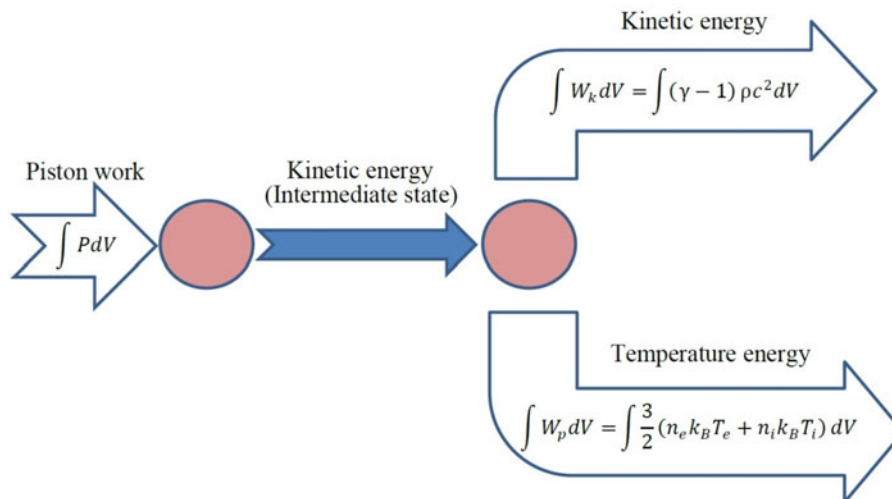 Kinetic energy
∫ W_k dV = ∫ (γ − 1) ρc² dV
Piston work
∫ PdV
Kinetic energy
(Intermediate state)
Temperature energy
∫ W_p dV = ∫ 3/2 (n_e k_B T_e + n_i k_B T_i) dV